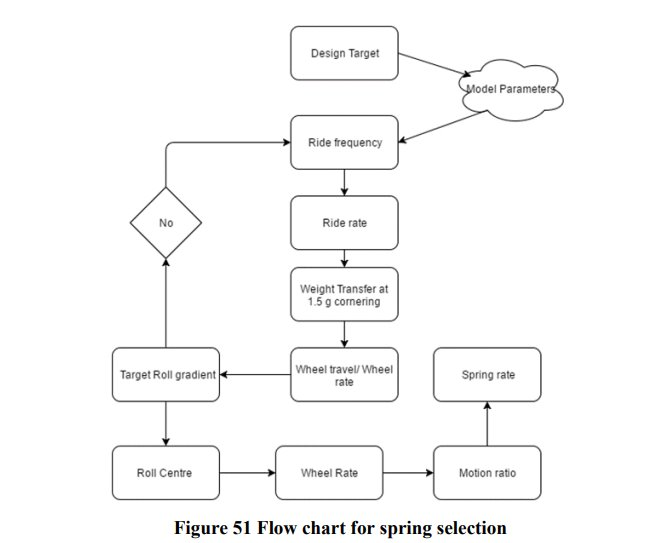 Design Target
Model Parameters
Ride frequency
No
Ride rate
Weight Transfer at
1.5 g cornering
Target Roll gradient
Wheel travel/ Wheel
rate
Spring rate
Roll Centre
Wheel Rate
Motion ratio
Figure 51 Flow chart for spring selection